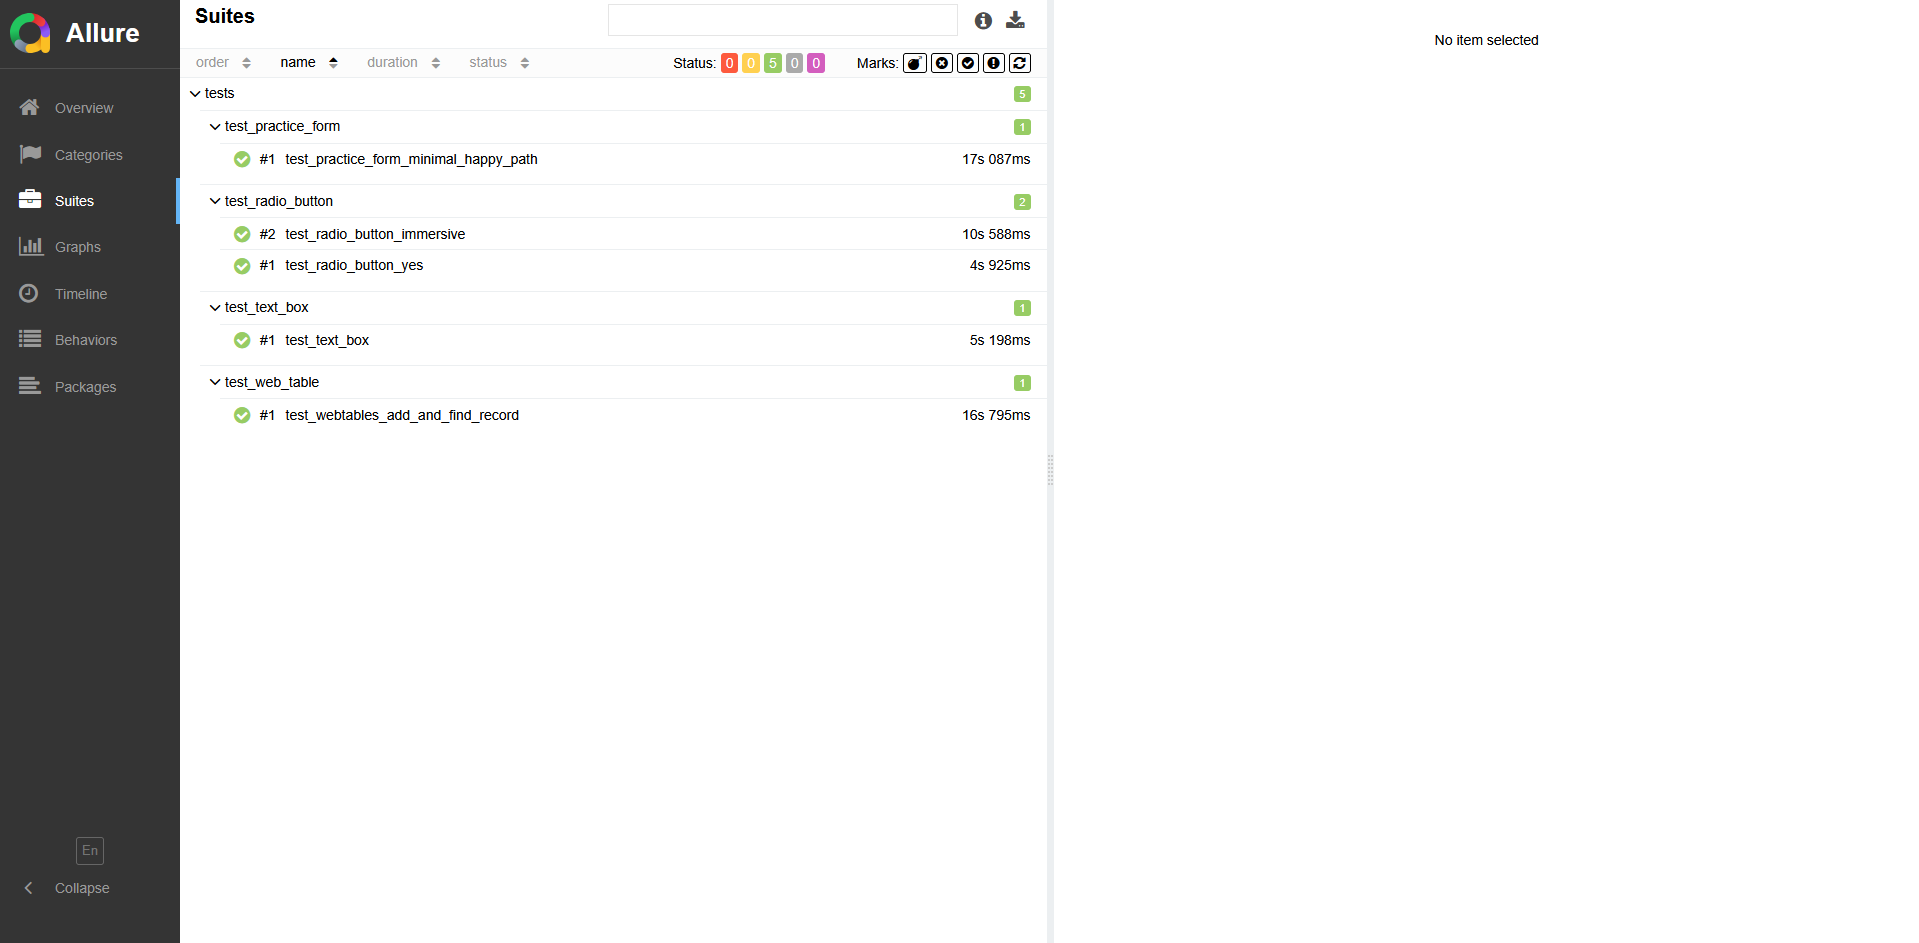 Allure
Overview
Categories
Suites
Graphs
Timeline
Behaviors
Packages
En
Collapse
Suites
order name duration status Status: 0 0 5 0 0 Marks:
tests 5
test_practice_form 1
#1 test_practice_form_minimal_happy_path 17s 087ms
test_radio_button 2
#2 test_radio_button_immersive 10s 588ms
#1 test_radio_button_yes 4s 925ms
test_text_box 1
#1 test_text_box 5s 198ms
test_web_table 1
#1 test_webtables_add_and_find_record 16s 795ms
No item selected